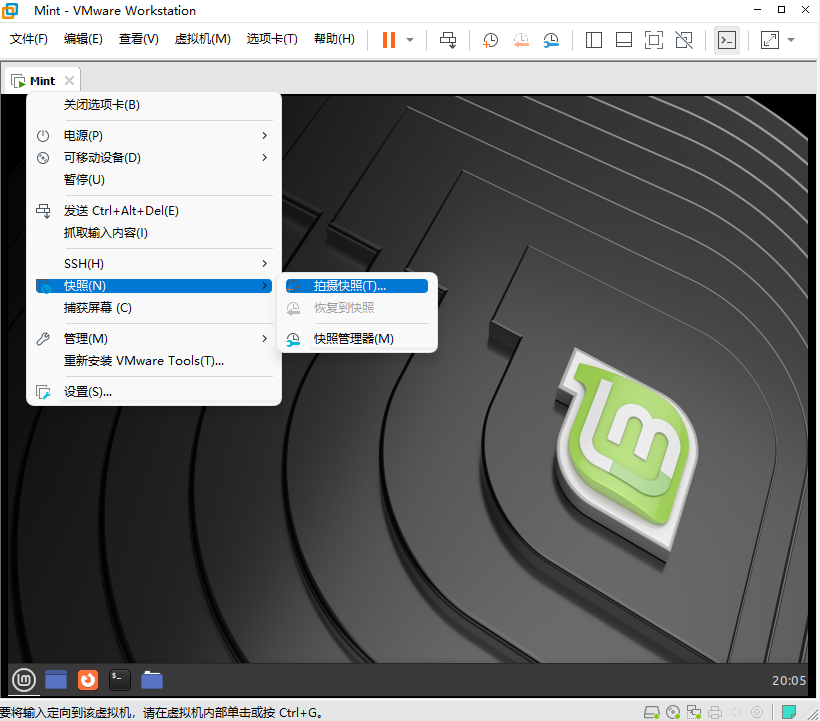 Mint - VMware Workstation
文件(F) 编辑(E) 查看(V) 虚拟机(M) 选项卡(T) 帮助(H)
Mint
关闭选项卡(B)
电源(P)
可移动设备(D)
暂停(U)
发送 Ctrl+Alt+Del(E)
抓取输入内容(I)
SSH(H)
快照(N)
拍摄快照(T)...
恢复到快照
快照管理器(M)
捕获屏幕 (C)
管理(M)
重新安装 VMware Tools(T)...
设置(S)...
20:05
要将输入定向到该虚拟机，请在虚拟机内部单击或按 Ctrl+G。